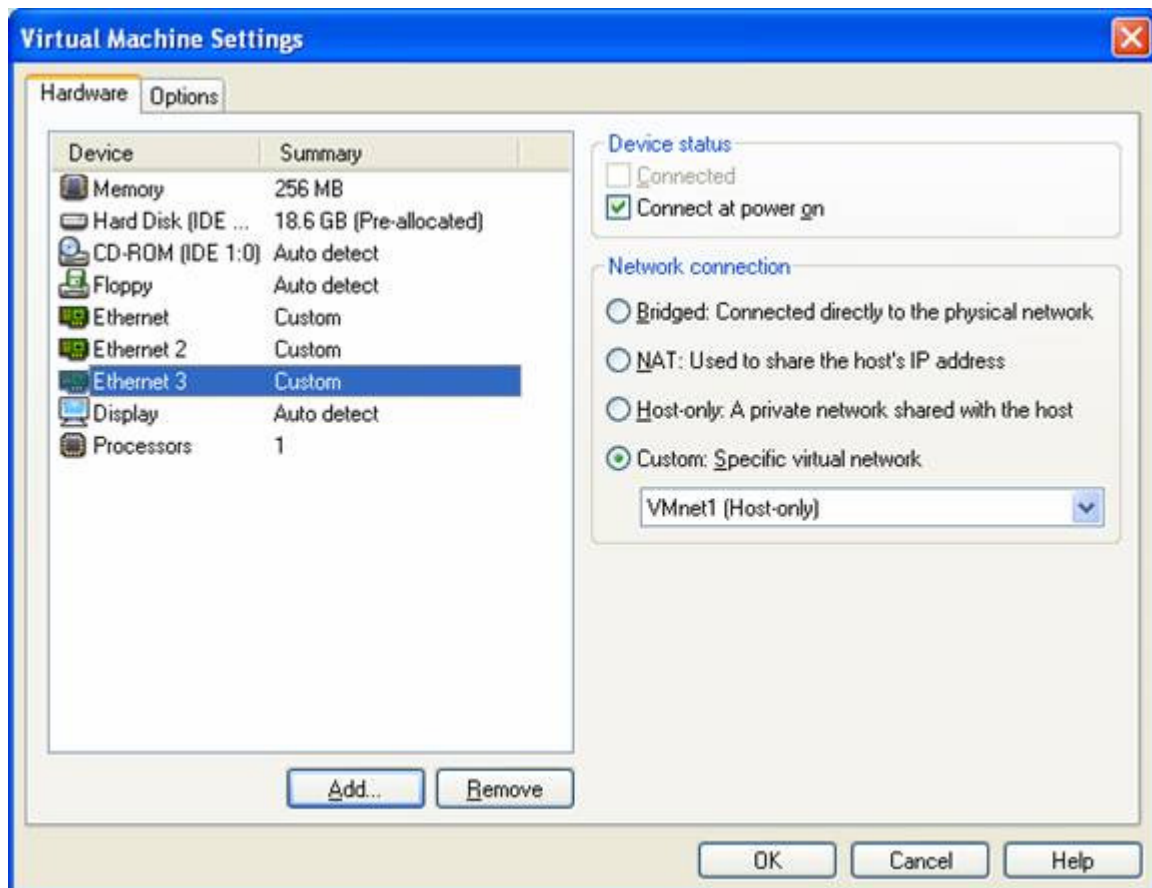 Virtual Machine Settings
Hardware Options
Device Summary
Memory 256 MB
Hard Disk (IDE ... 18.6 GB (Pre-allocated)
CD-ROM (IDE 1:0) Auto detect
Floppy Auto detect
Ethernet Custom
Ethernet 2 Custom
Ethernet 3 Custom
Display Auto detect
Processors 1
Add... Remove
Device status
Connected
Connect at power on
Network connection
Bridged: Connected directly to the physical network
NAT: Used to share the host's IP address
Host-only: A private network shared with the host
Custom: Specific virtual network
VMnet1 (Host-only)
OK Cancel Help